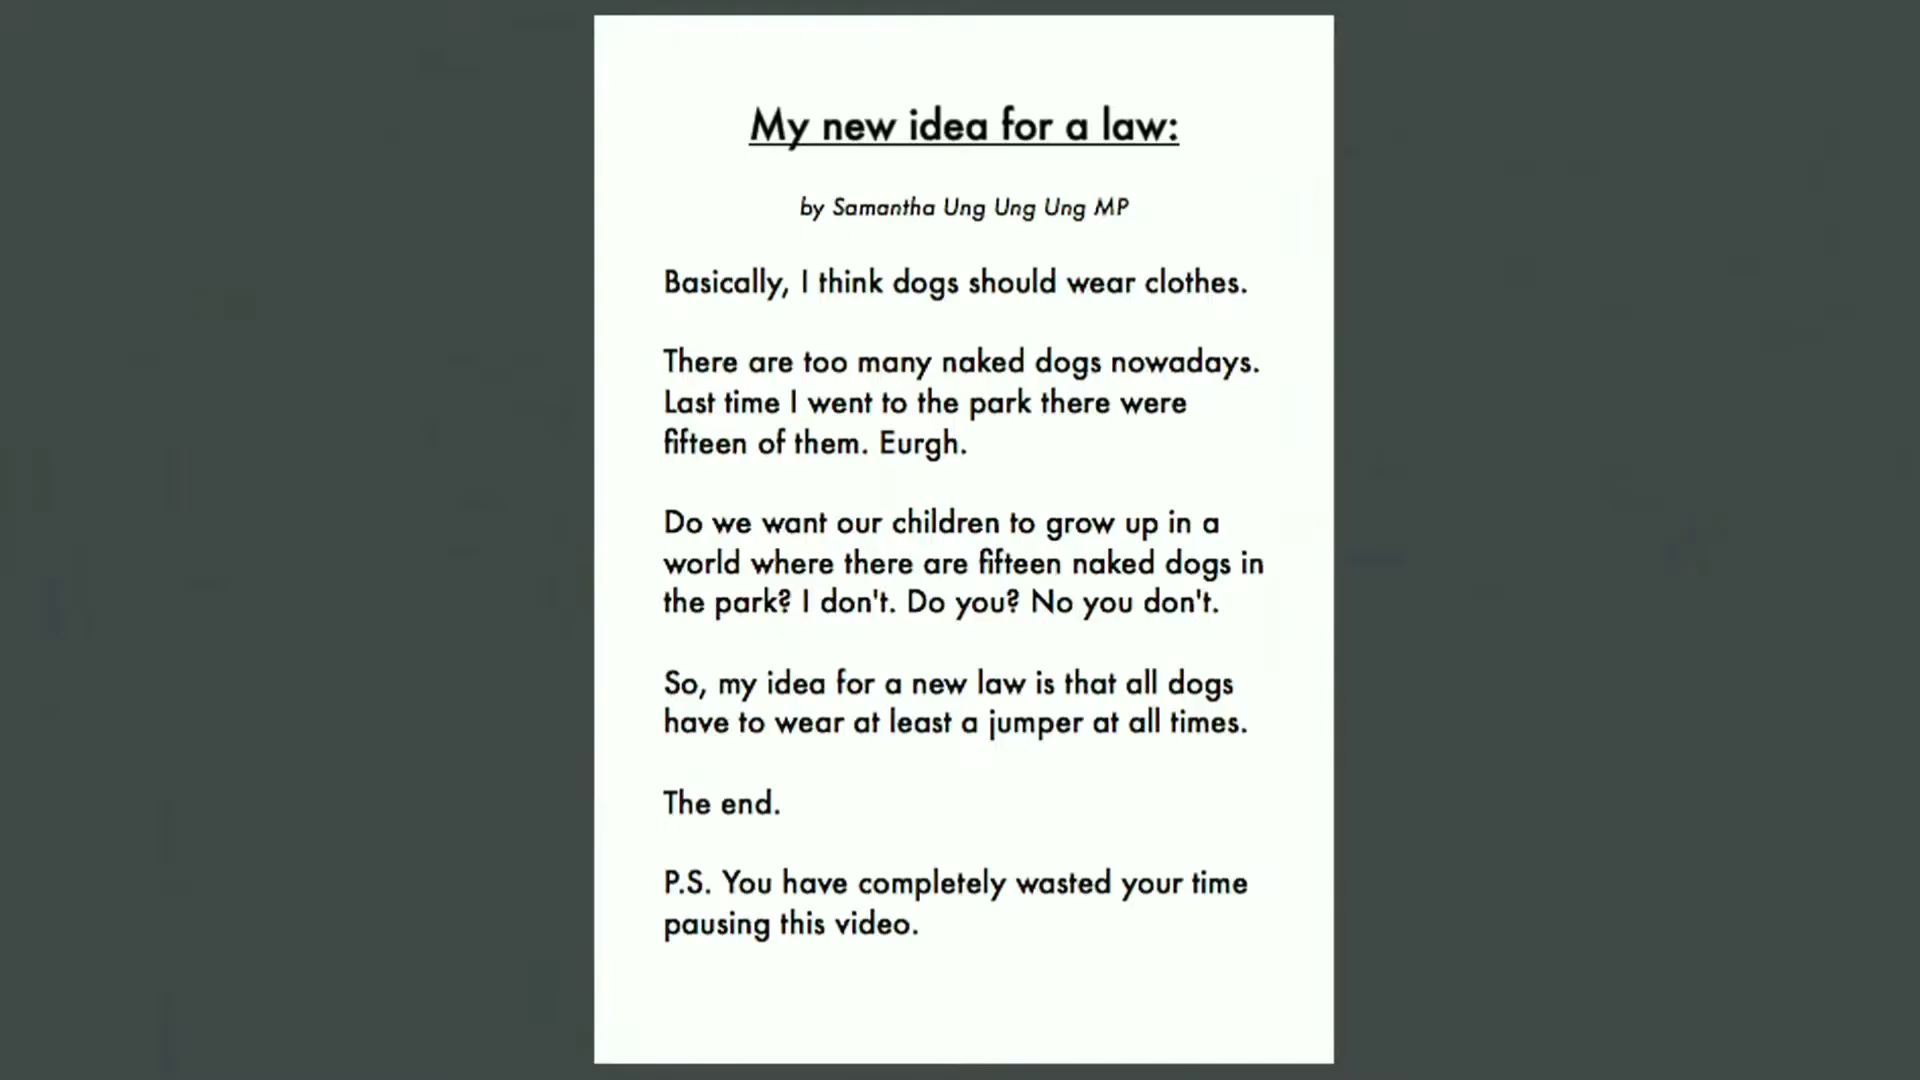 My new idea for a law:
by Samantha Ung Ung Ung MP
Basically, I think dogs should wear clothes.
There are too many naked dogs nowadays.
Last time I went to the park there were
fifteen of them. Eurgh.
Do we want our children to grow up in a
world where there are fifteen naked dogs in
the park? I don't. Do you? No you don't.
So, my idea for a new law is that all dogs
have to wear at least a jumper at all times.
The end.
P.S. You have completely wasted your time
pausing this video.